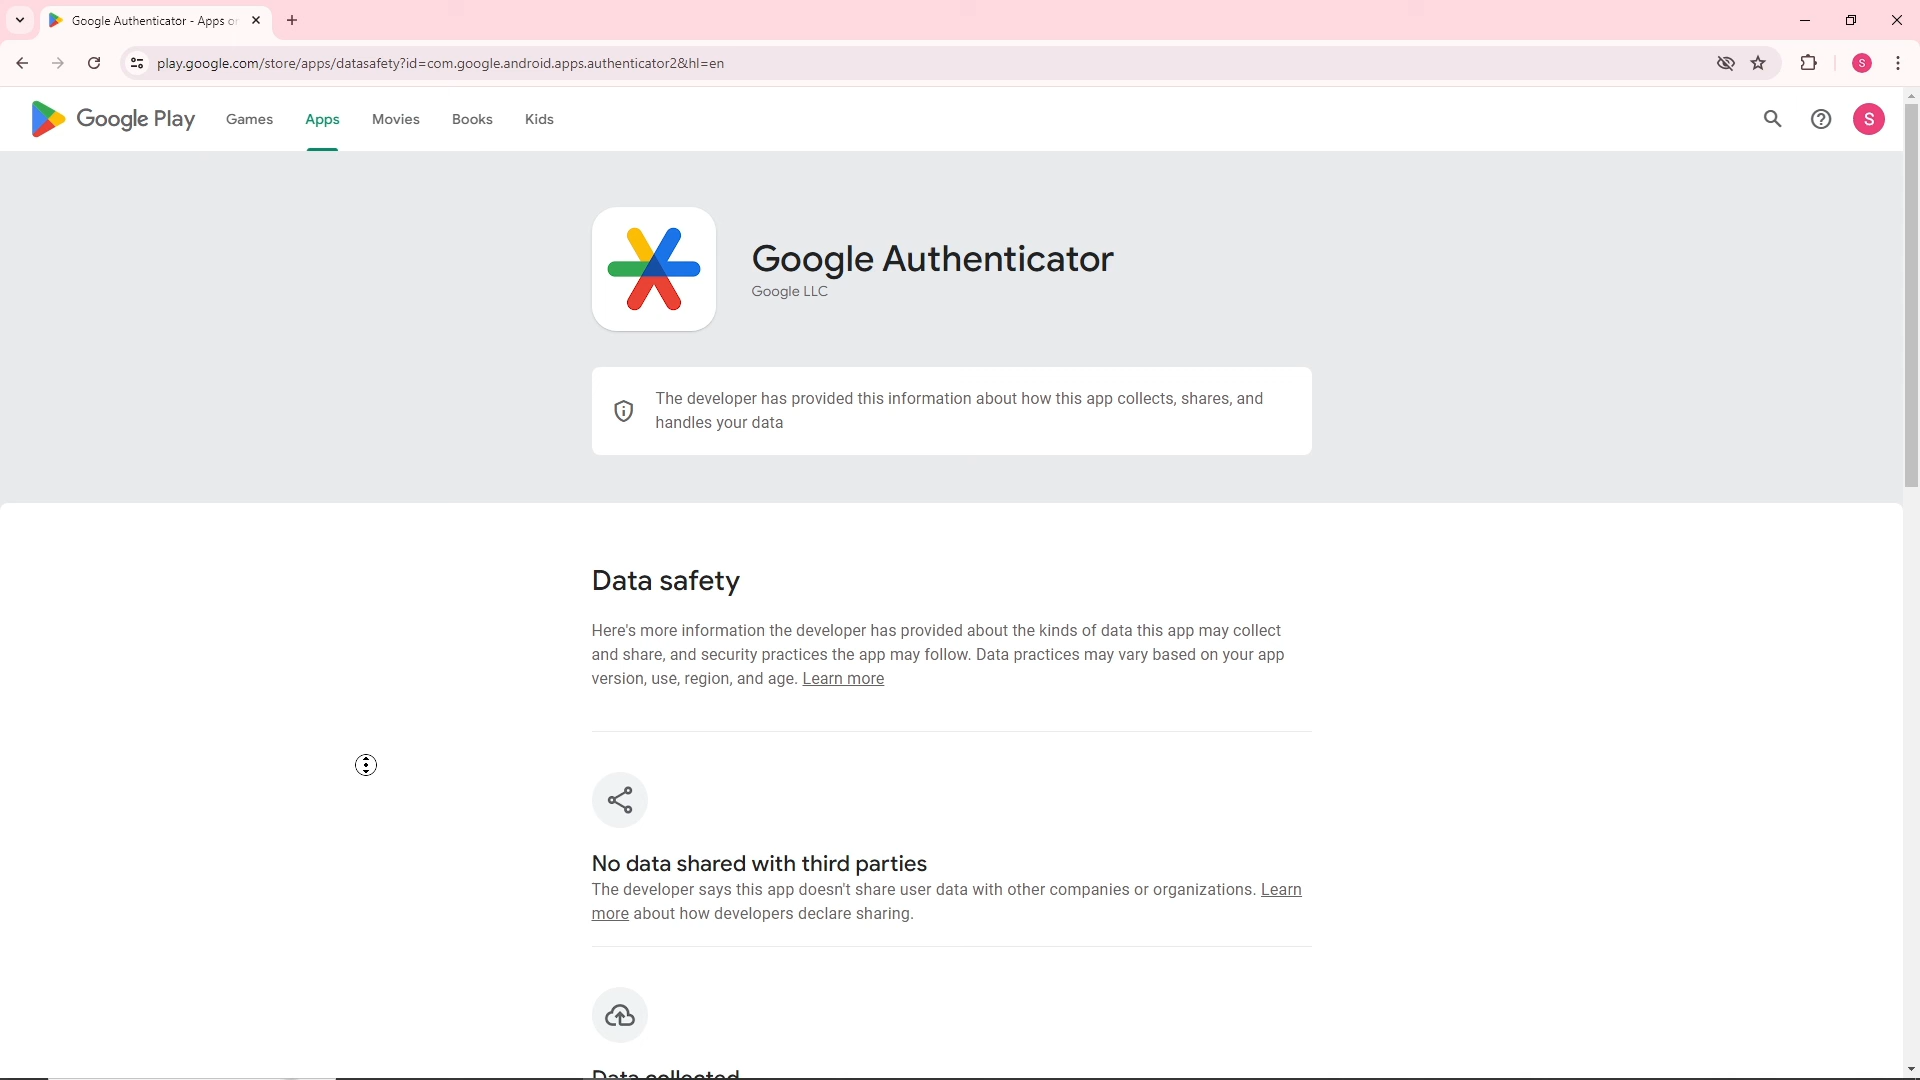 Google Authenticator - Apps o
play.google.com/store/apps/datasafety?id=com.google.android.apps.authenticator2&hl=en
S
Google Play
Games
Apps
Movies
Books
Kids
S
Google Authenticator
Google LLC
The developer has provided this information about how this app collects, shares, and
handles your data
Data safety
Here's more information the developer has provided about the kinds of data this app may collect
and share, and security practices the app may follow. Data practices may vary based on your app
version, use, region, and age. Learn more
No data shared with third parties
The developer says this app doesn't share user data with other companies or organizations. Learn
more about how developers declare sharing.
Data collected